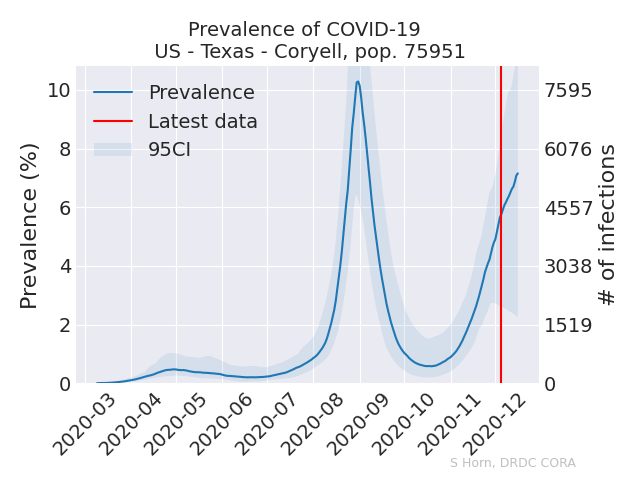 Prevalence of COVID-19
US - Texas - Coryell, pop. 75951
Prevalence (%)
10
8
6
4
2
0
Prevalence
Latest data
95CI
7595
6076
4557
3038
1519
0
# of infections
2020-03
2020-04
2020-05
2020-06
2020-07
2020-08
2020-09
2020-10
2020-11
2020-12
S Horn, DRDC CORA